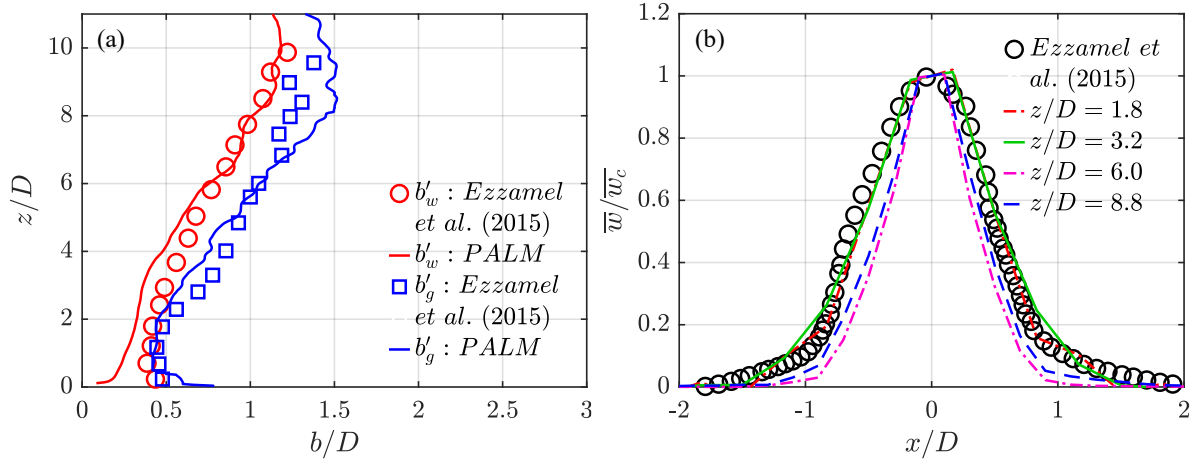 (a)
z/D
10
8
6
4
2
0
0
0.5
1
1.5
2
2.5
3
b/D
b′w : Ezzamel
et al. (2015)
b′w : PALM
b′g : Ezzamel
et al. (2015)
b′g : PALM
(b)
w̅/w̅c
1.2
1
0.8
0.6
0.4
0.2
0
-2
-1
0
1
2
x/D
Ezzamel et
al. (2015)
z/D = 1.8
z/D = 3.2
z/D = 6.0
z/D = 8.8